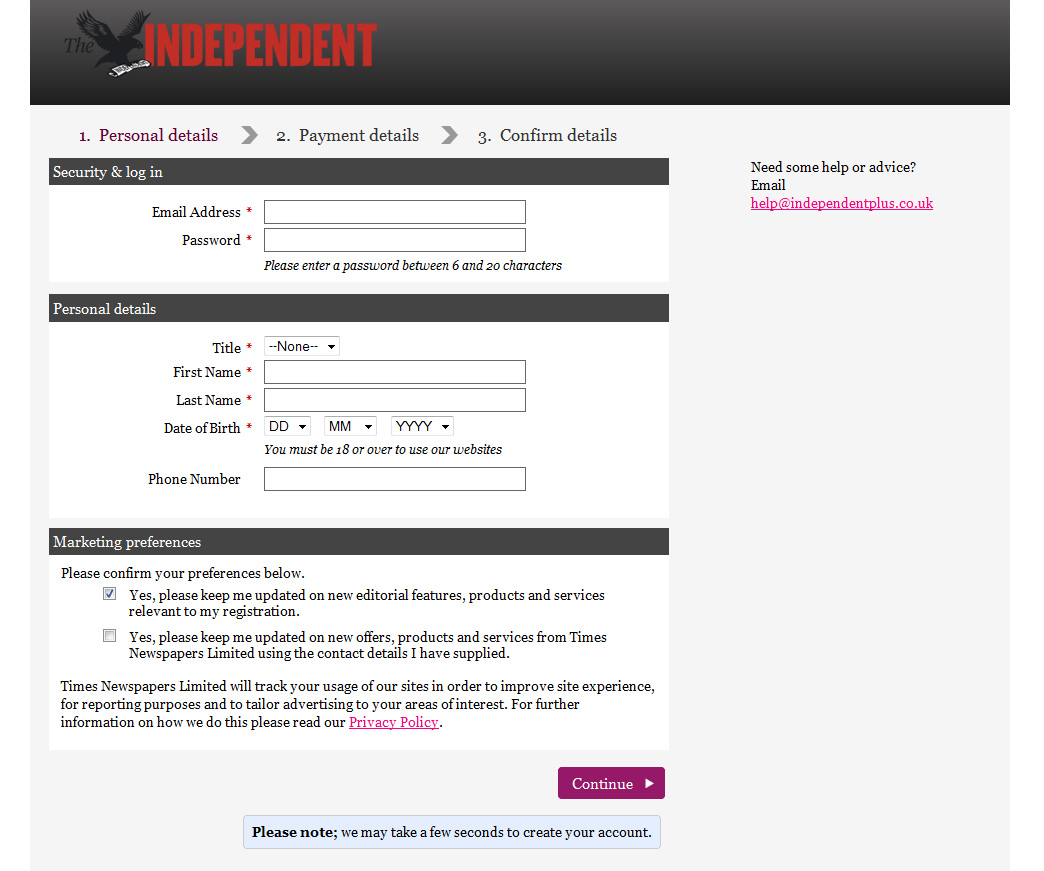 The INDEPENDENT
1. Personal details 2. Payment details 3. Confirm details
Security & log in
Email Address *
Password *
Please enter a password between 6 and 20 characters
Need some help or advice?
Email
help@independentplus.co.uk
Personal details
Title * --None--
First Name *
Last Name *
Date of Birth * DD MM YYYY
You must be 18 or over to use our websites
Phone Number
Marketing preferences
Please confirm your preferences below.
Yes, please keep me updated on new editorial features, products and services
relevant to my registration.
Yes, please keep me updated on new offers, products and services from Times
Newspapers Limited using the contact details I have supplied.
Times Newspapers Limited will track your usage of our sites in order to improve site experience,
for reporting purposes and to tailor advertising to your areas of interest. For further
information on how we do this please read our Privacy Policy.
Continue
Please note; we may take a few seconds to create your account.